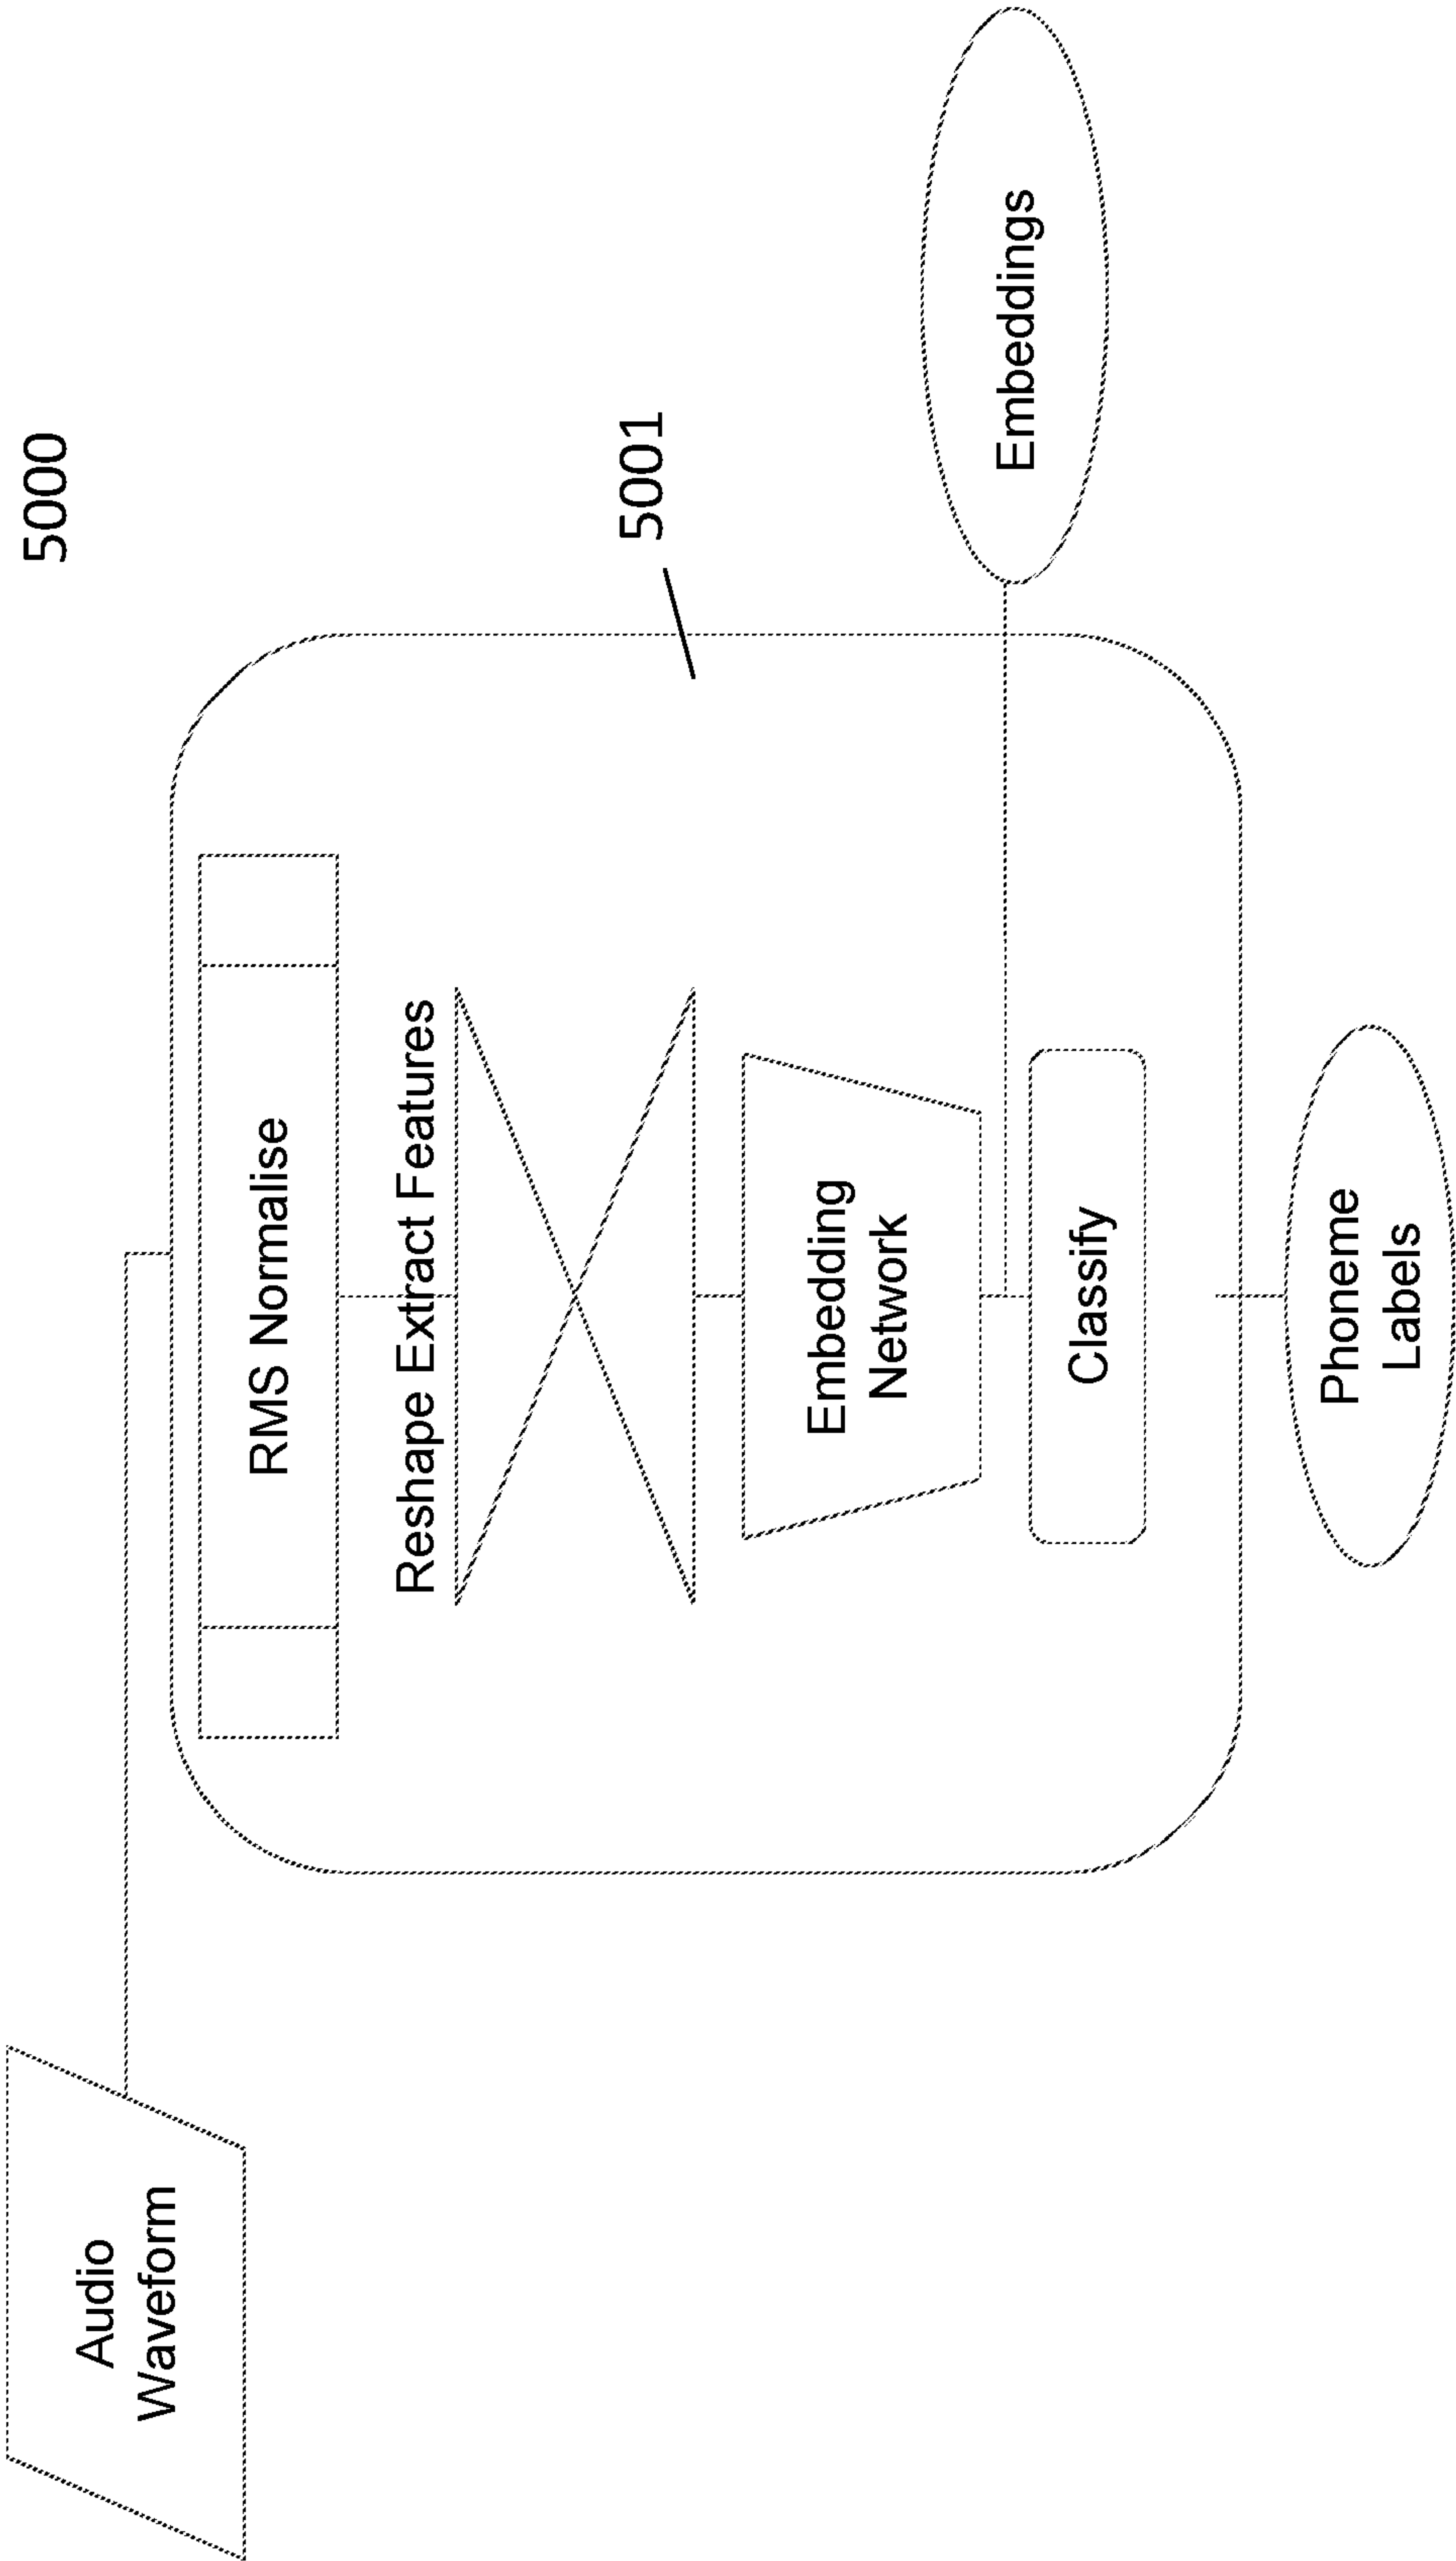 5000
Audio
Waveform
RMS Normalise
Reshape Extract Features
5001
Embedding
Network
Embeddings
Classify
Phoneme
Labels